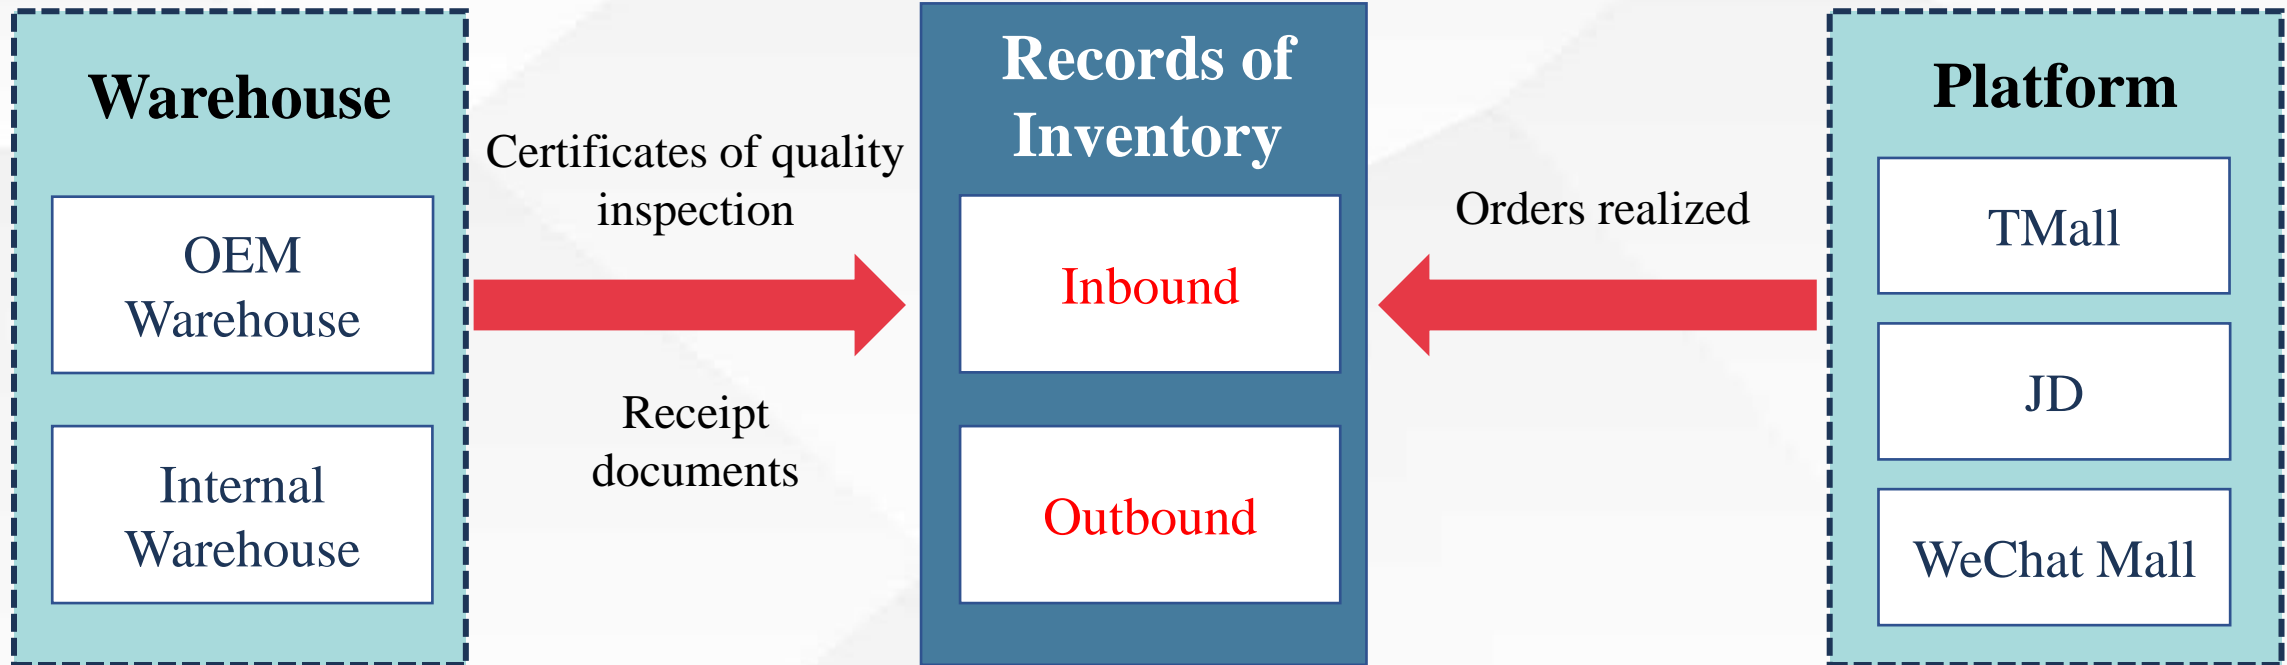 Warehouse
OEM
Warehouse
Internal
Warehouse
Certificates of quality
inspection
Receipt
documents
Records of
Inventory
Inbound
Outbound
Orders realized
Platform
TMall
JD
WeChat Mall